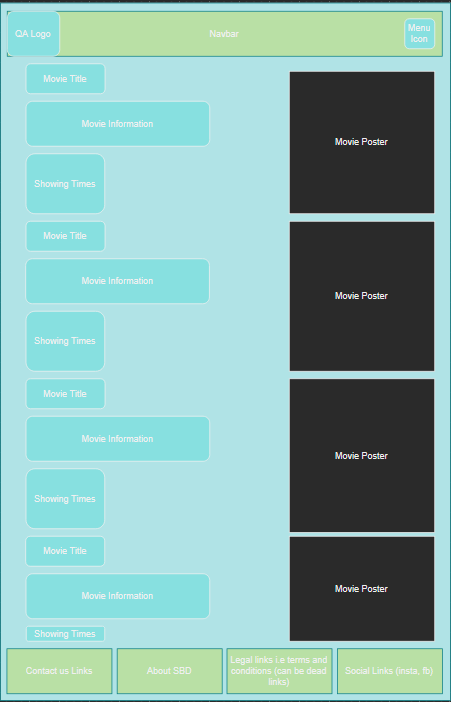 QA Logo
Navbar
Menu
Icon
Movie Title
Movie Information
Movie Poster
Showing Times
Movie Title
Movie Information
Movie Poster
Showing Times
Movie Title
Movie Information
Movie Poster
Showing Times
Movie Title
Movie Information
Movie Poster
Showing Times
Contact us Links
About SBD
Legal links i.e terms and
conditions (can be dead
links)
Social Links (insta, fb)